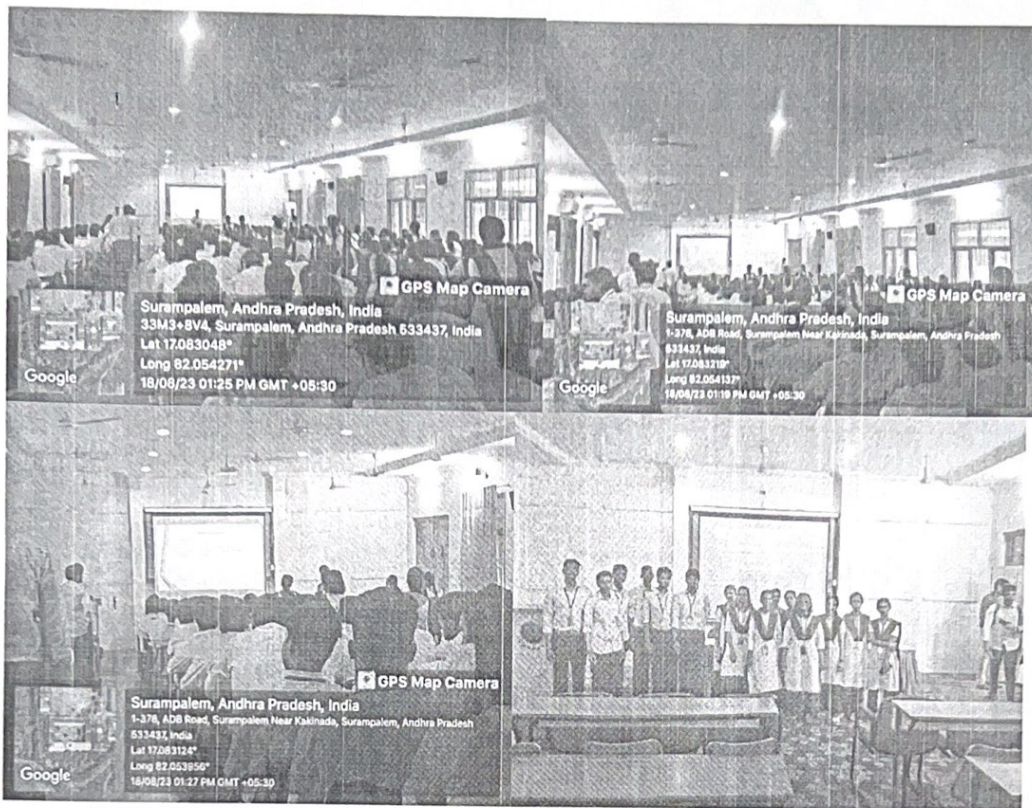 GPS Map Camera
Surampalem, Andhra Pradesh, India
33M3+8V4, Surampalem, Andhra Pradesh 533437, India
Lat 17.083048°
Long 82.054271°
18/08/23 01:25 PM GMT +05:30
Google
GPS Map Camera
Surampalem, Andhra Pradesh, India
1-378, ADB Road, Surampalem Near Kakinada, Surampalem, Andhra Pradesh
533437, India
Lat 17.083219°
Long 82.054137°
18/08/23 01:19 PM GMT +05:30
Google
GPS Map Camera
Surampalem, Andhra Pradesh, India
1-378, ADB Road, Surampalem Near Kakinada, Surampalem, Andhra Pradesh
533437, India
Lat 17.083124°
Long 82.053956°
18/08/23 01:27 PM GMT +05:30
Google